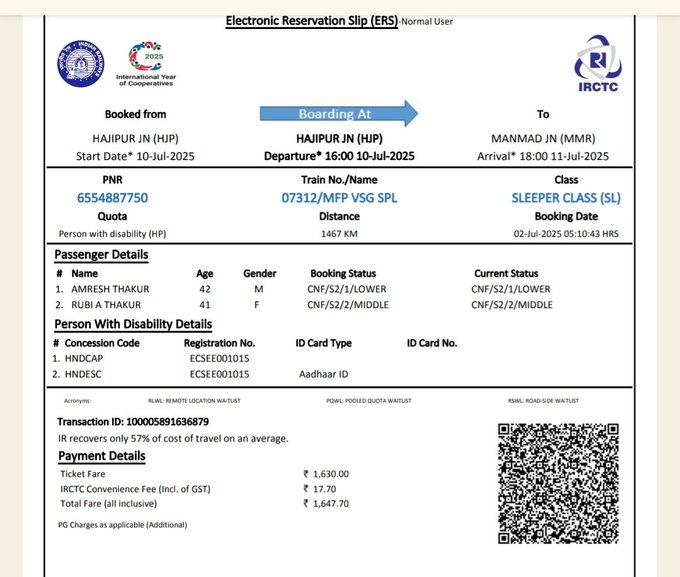 Electronic Reservation Slip (ERS)-Normal User
INDIAN RAILWAYS
2025
International Year
of Cooperatives
IRCTC
Booked from
Boarding At
To
HAJIPUR JN (HJP)
HAJIPUR JN (HJP)
MANMAD JN (MMR)
Start Date* 10-Jul-2025
Departure* 16:00 10-Jul-2025
Arrival* 18:00 11-Jul-2025
PNR
Train No./Name
Class
6554887750
07312/MFP VSG SPL
SLEEPER CLASS (SL)
Quota
Distance
Booking Date
Person with disability (HP)
1467 KM
02-Jul-2025 05:10:43 HRS
Passenger Details
# Name Age Gender Booking Status Current Status
1. AMRESH THAKUR 42 M CNF/S2/1/LOWER CNF/S2/1/LOWER
2. RUBI A THAKUR 41 F CNF/S2/2/MIDDLE CNF/S2/2/MIDDLE
Person With Disability Details
# Concession Code Registration No. ID Card Type ID Card No.
1. HNDCAP ECSEE001015
2. HNDESC ECSEE001015 Aadhaar ID
Acronyms: RLWL: REMOTE LOCATION WAITLIST PQWL: POOLED QUOTA WAITLIST RSWL: ROAD-SIDE WAITLIST
Transaction ID: 100005891636879
IR recovers only 57% of cost of travel on an average.
Payment Details
Ticket Fare ₹ 1,630.00
IRCTC Convenience Fee (Incl. of GST) ₹ 17.70
Total Fare (all inclusive) ₹ 1,647.70
PG Charges as applicable (Additional)